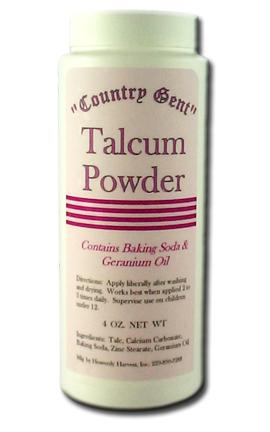 "Country Gent"
Talcum
Powder
Contains Baking Soda &
Geranium Oil
Directions: Apply liberally after washing
and drying. Works best when applied 2 to
3 times daily. Supervise use on children
under 12.
4 OZ. NET WT
Ingredients: Talc, Calcium Carbonate,
Baking Soda, Zinc Stearate, Geranium Oil
Mfg by Heavenly Harvest, Inc.